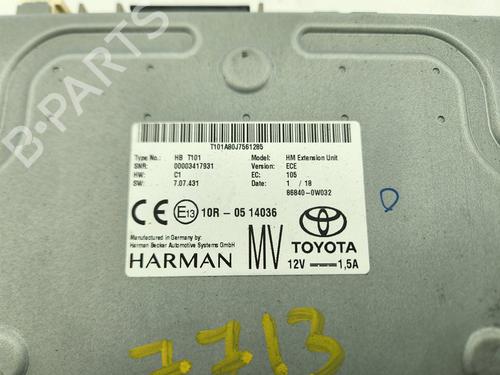 B-PARTS
T101A80J7561285
Type No.: HB T101 Model: HM Extension Unit
SNR: 00003417931 Version: ECE
HW: C1 EC: 105
SW: 7.07.431 Date: 1 / 18
86840-0W032
CE E13 10R-05 14036
Manufactured in Germany by:
Harman Becker Automotive Systems GmbH
HARMAN MV TOYOTA
12V 1,5A
7713